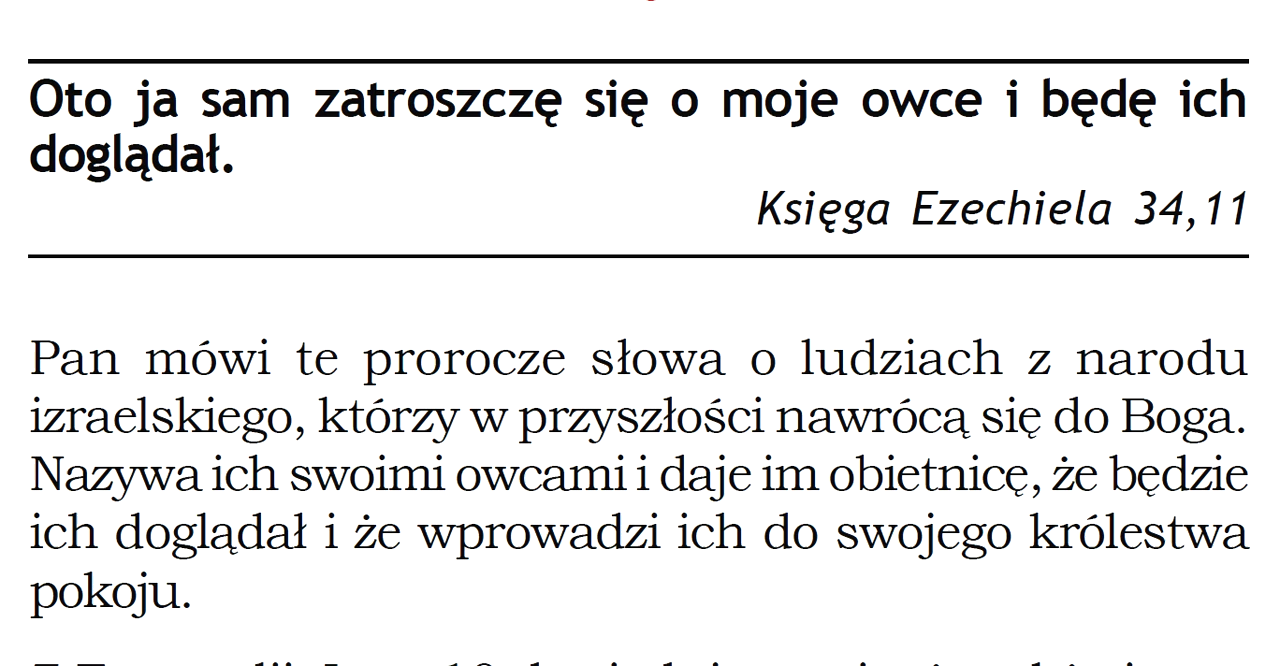 Oto ja sam zatroszczę się o moje owce i będę ich
doglądał.
Księga Ezechiela 34,11
Pan mówi te prorocze słowa o ludziach z narodu
izraelskiego, którzy w przyszłości nawrócą się do Boga.
Nazywa ich swoimi owcami i daje im obietnicę, że będzie
ich doglądał i że wprowadzi ich do swojego królestwa
pokoju.